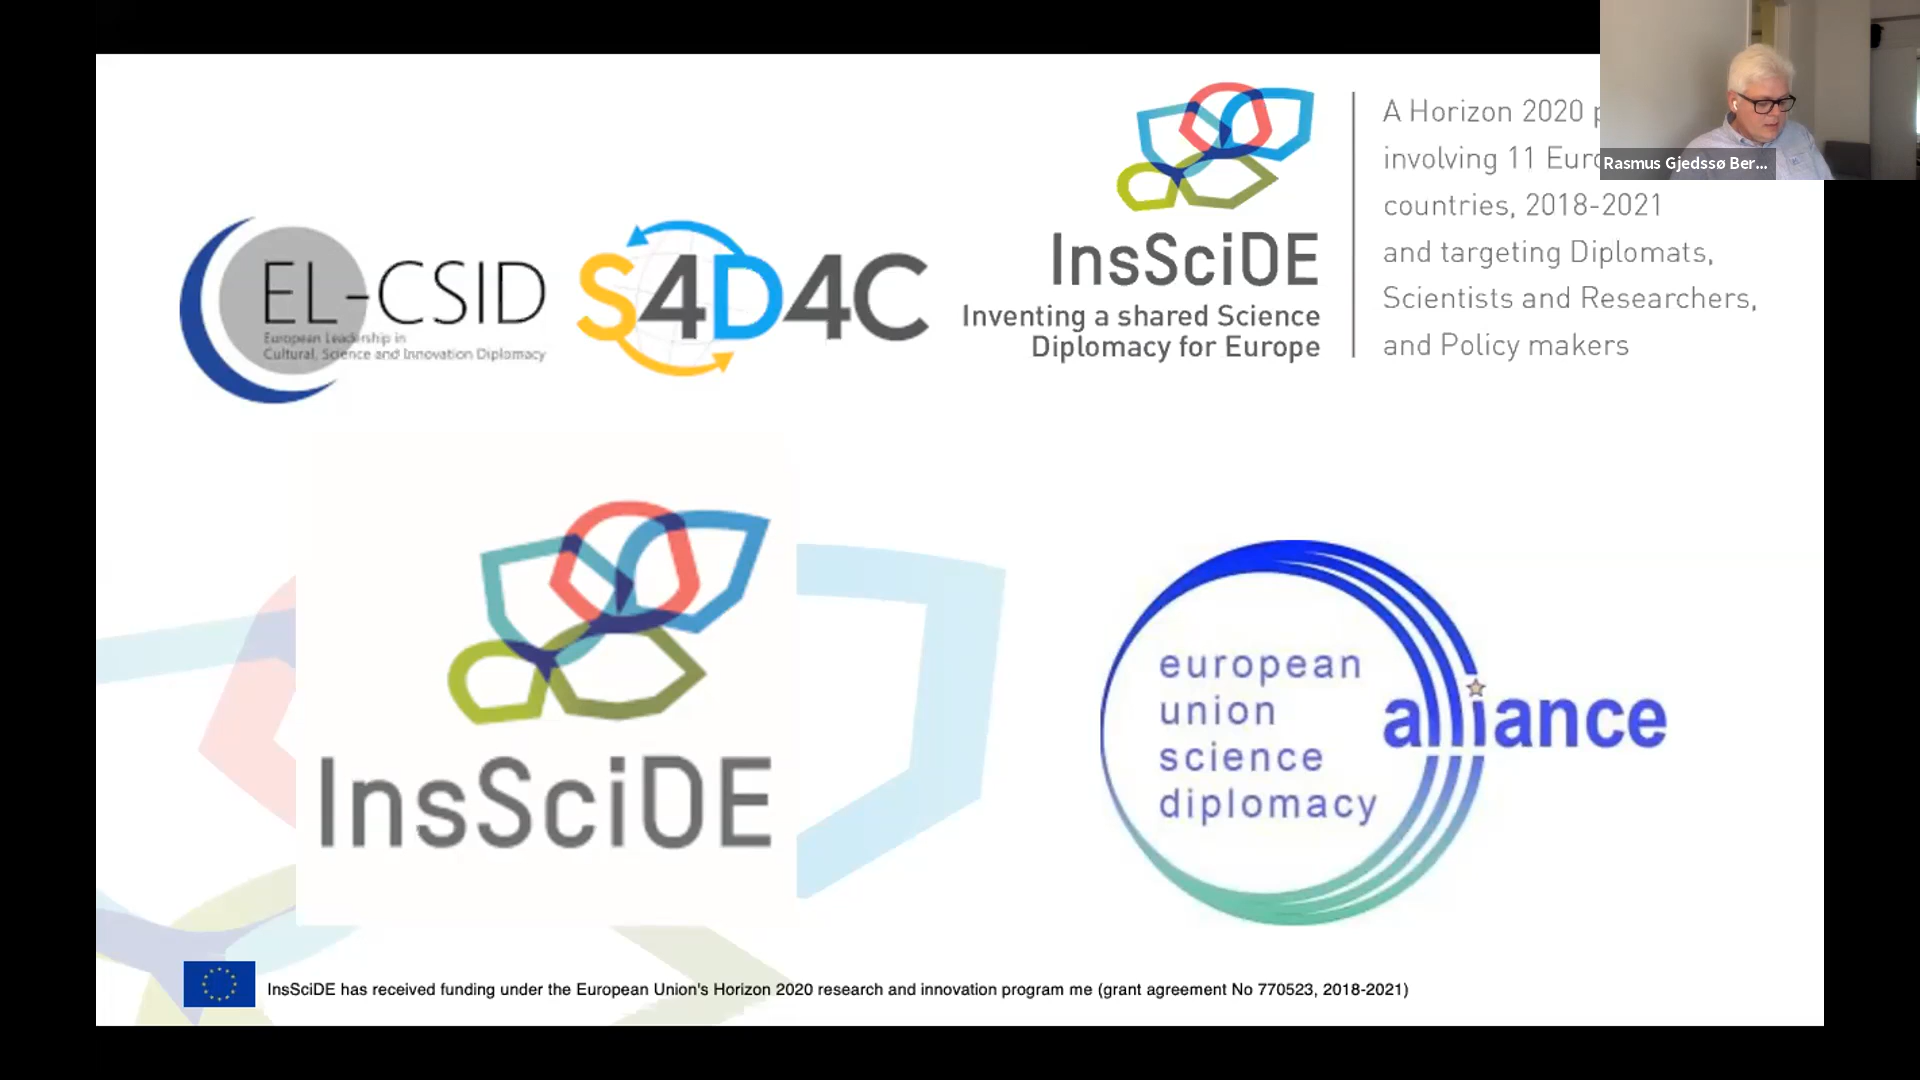 EL-CSID
European Leadership in
Cultural, Science and Innovation Diplomacy
S4D4C
InsSciDE
Inventing a shared Science
Diplomacy for Europe
A Horizon 2020
involving 11
countries, 2018-2021
and targeting Diplomats,
Scientists and Researchers,
and Policy makers
Rasmus Gjedssø Ber...
InsSciDE
european
union
science
diplomacy
alliance
InsSciDE has received funding under the European Union's Horizon 2020 research and innovation program me (grant agreement No 770523, 2018-2021)